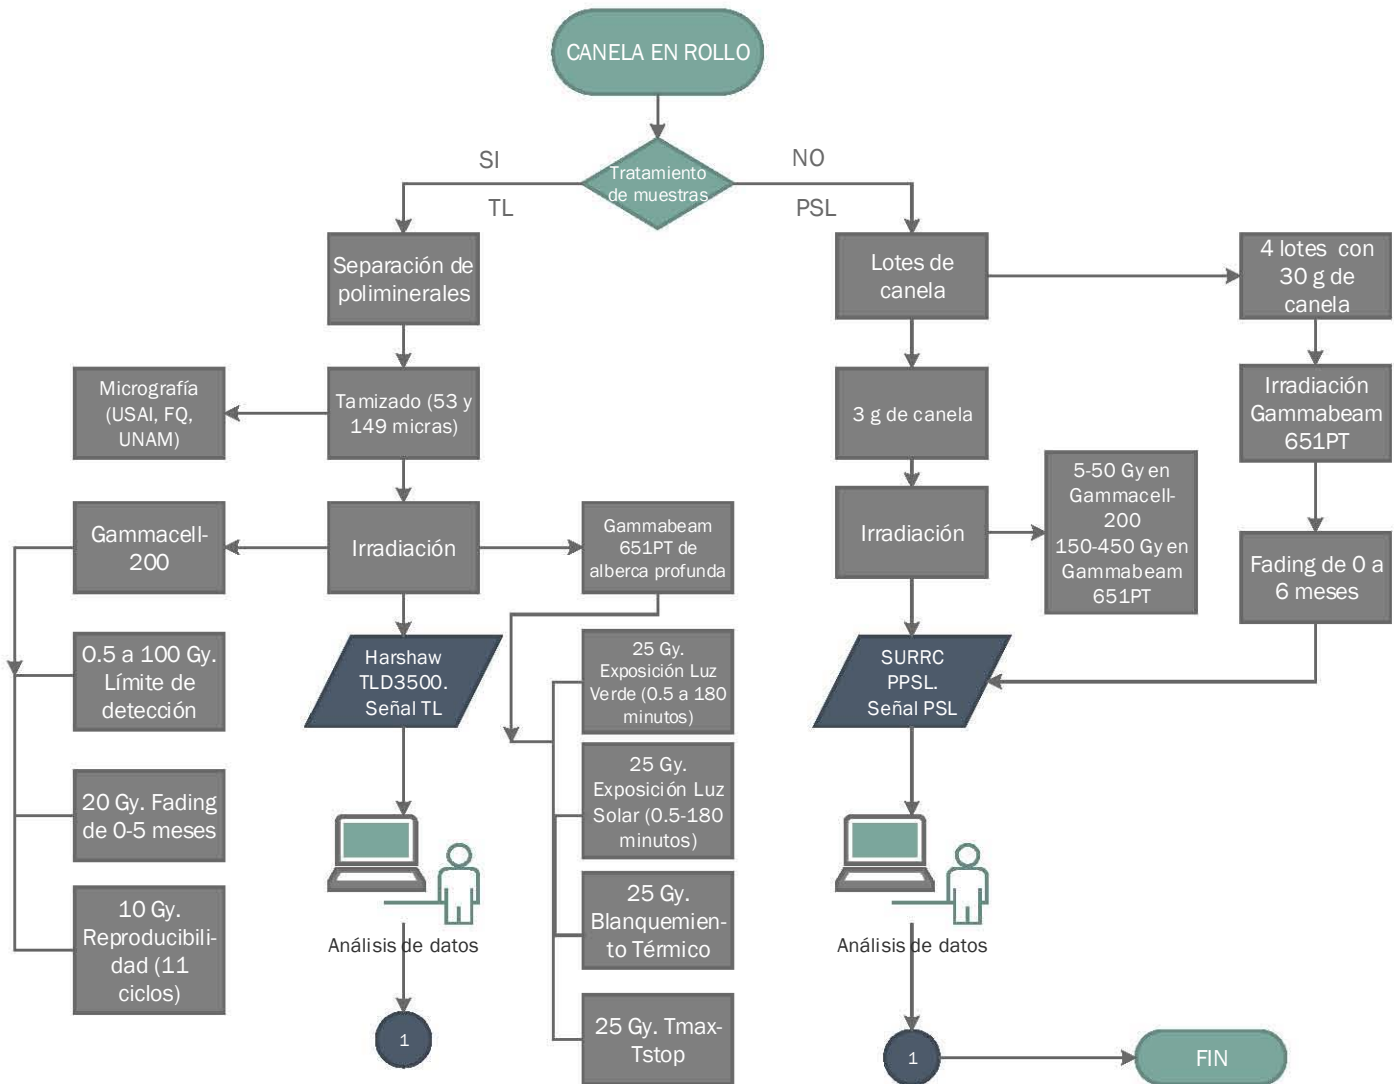 CANELA EN ROLLO
Tratamiento
de muestras
SI
TL
NO
PSL
Separación de
poliminerales
Micrografía
(USAI, FQ,
UNAM)
Tamizado (53 y
149 micras)
Gammacell-
200
Irradiación
Gammabeam
651PT de
alberca profunda
0.5 a 100 Gy.
Límite de
detección
20 Gy. Fading
de 0-5 meses
10 Gy.
Reproducibili-
dad (11
ciclos)
Harshaw
TLD3500.
Señal TL
Análisis de datos
1
25 Gy.
Exposición Luz
Verde (0.5 a 180
minutos)
25 Gy.
Exposición Luz
Solar (0.5-180
minutos)
25 Gy.
Blanquemien-
to Térmico
25 Gy. Tmax-
Tstop
Lotes de
canela
3 g de canela
Irradiación
5-50 Gy en
Gammacell-
200
150-450 Gy en
Gammabeam
651PT
4 lotes con
30 g de
canela
Irradiación
Gammabeam
651PT
Fading de 0 a
6 meses
SURRC
PPSL.
Señal PSL
Análisis de datos
1
FIN